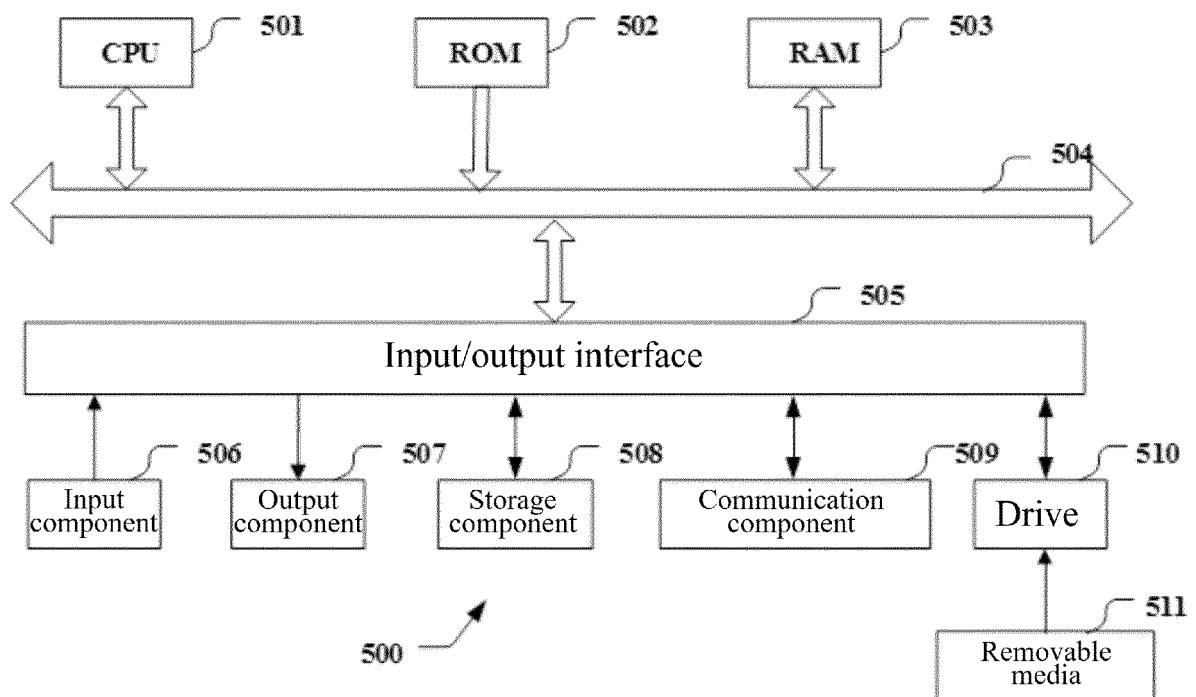 501
502
503
CPU
ROM
RAM
504
505
Input/output interface
506
507
508
509
510
Input
component
Output
component
Storage
component
Communication
component
Drive
511
500
Removable
media